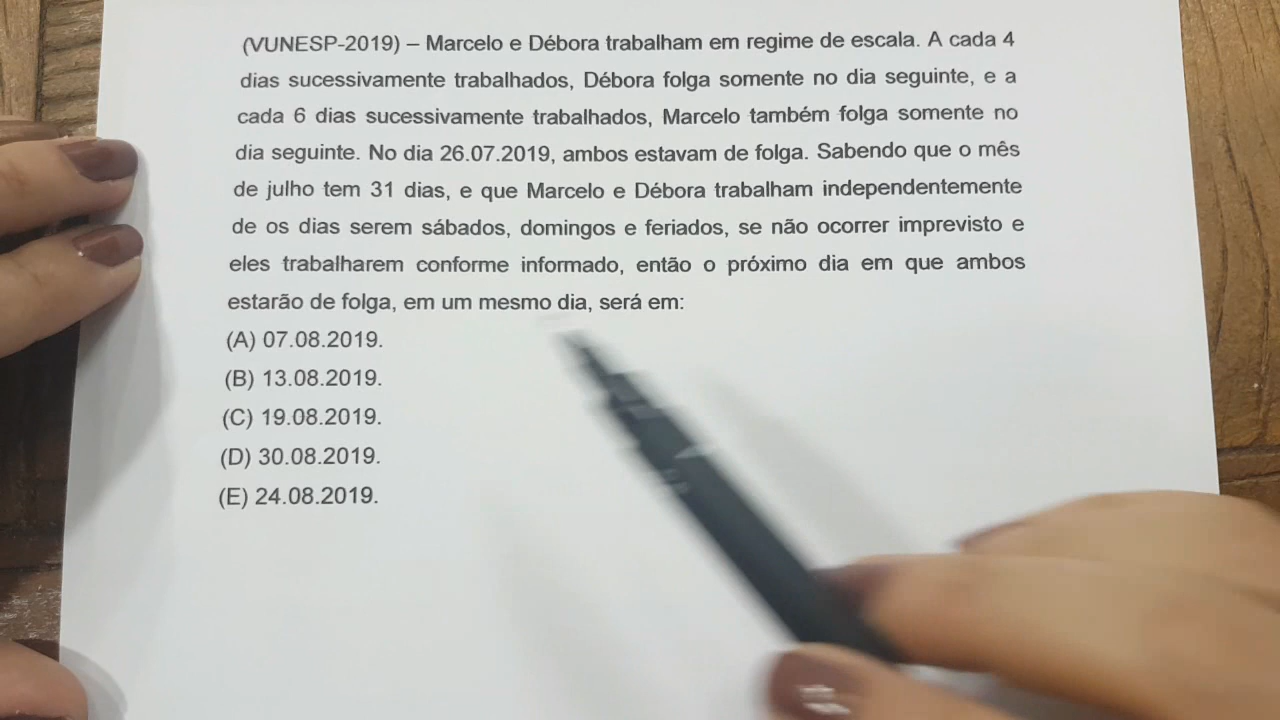 (VUNESP-2019) – Marcelo e Débora trabalham em regime de escala. A cada 4
dias sucessivamente trabalhados, Débora folga somente no dia seguinte, e a
cada 6 dias sucessivamente trabalhados, Marcelo também folga somente no
dia seguinte. No dia 26.07.2019, ambos estavam de folga. Sabendo que o mês
de julho tem 31 dias, e que Marcelo e Débora trabalham independentemente
de os dias serem sábados, domingos e feriados, se não ocorrer imprevisto e
eles trabalharem conforme informado, então o próximo dia em que ambos
estarão de folga, em um mesmo dia, será em:
(A) 07.08.2019.
(B) 13.08.2019.
(C) 19.08.2019.
(D) 30.08.2019.
(E) 24.08.2019.